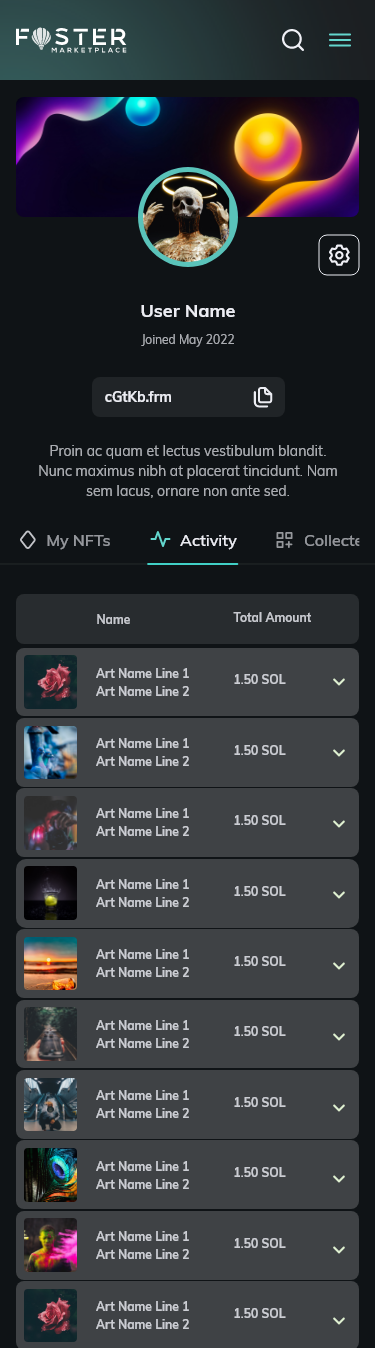 FOSTER
MARKETPLACE
User Name
Joined May 2022
cGtKb.frm
Proin ac quam et lectus vestibulum blandit.
Nunc maximus nibh at placerat tincidunt. Nam
sem lacus, ornare non ante sed.
My NFTs Activity Collecte
Name Total Amount
Art Name Line 1
Art Name Line 2
1.50 SOL
Art Name Line 1
Art Name Line 2
1.50 SOL
Art Name Line 1
Art Name Line 2
1.50 SOL
Art Name Line 1
Art Name Line 2
1.50 SOL
Art Name Line 1
Art Name Line 2
1.50 SOL
Art Name Line 1
Art Name Line 2
1.50 SOL
Art Name Line 1
Art Name Line 2
1.50 SOL
Art Name Line 1
Art Name Line 2
1.50 SOL
Art Name Line 1
Art Name Line 2
1.50 SOL
Art Name Line 1
Art Name Line 2
1.50 SOL